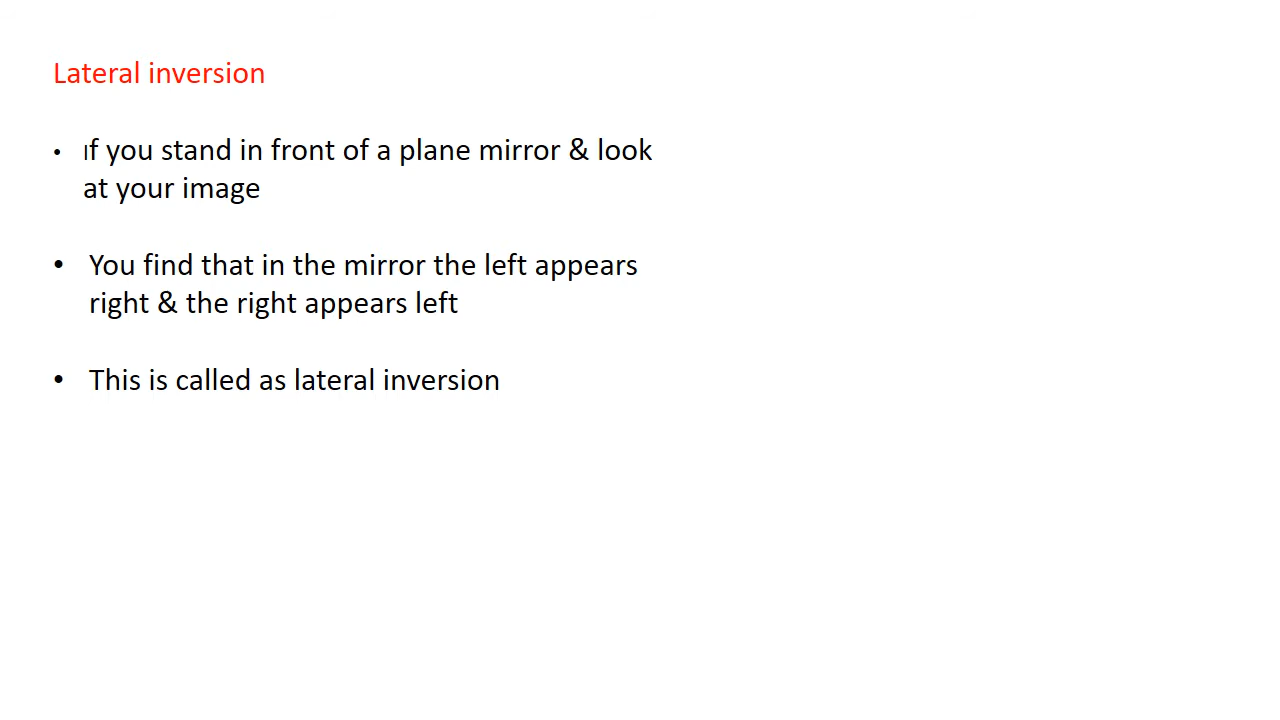 Lateral inversion
• If you stand in front of a plane mirror & look
at your image
• You find that in the mirror the left appears
right & the right appears left
• This is called as lateral inversion